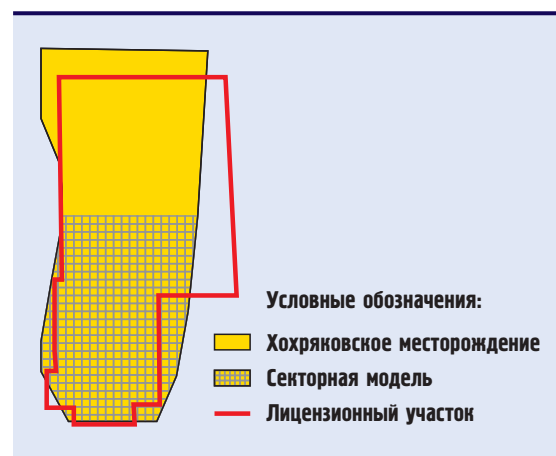 Условные обозначения:
Хохряковское месторождение
Секторная модель
Лицензионный участок